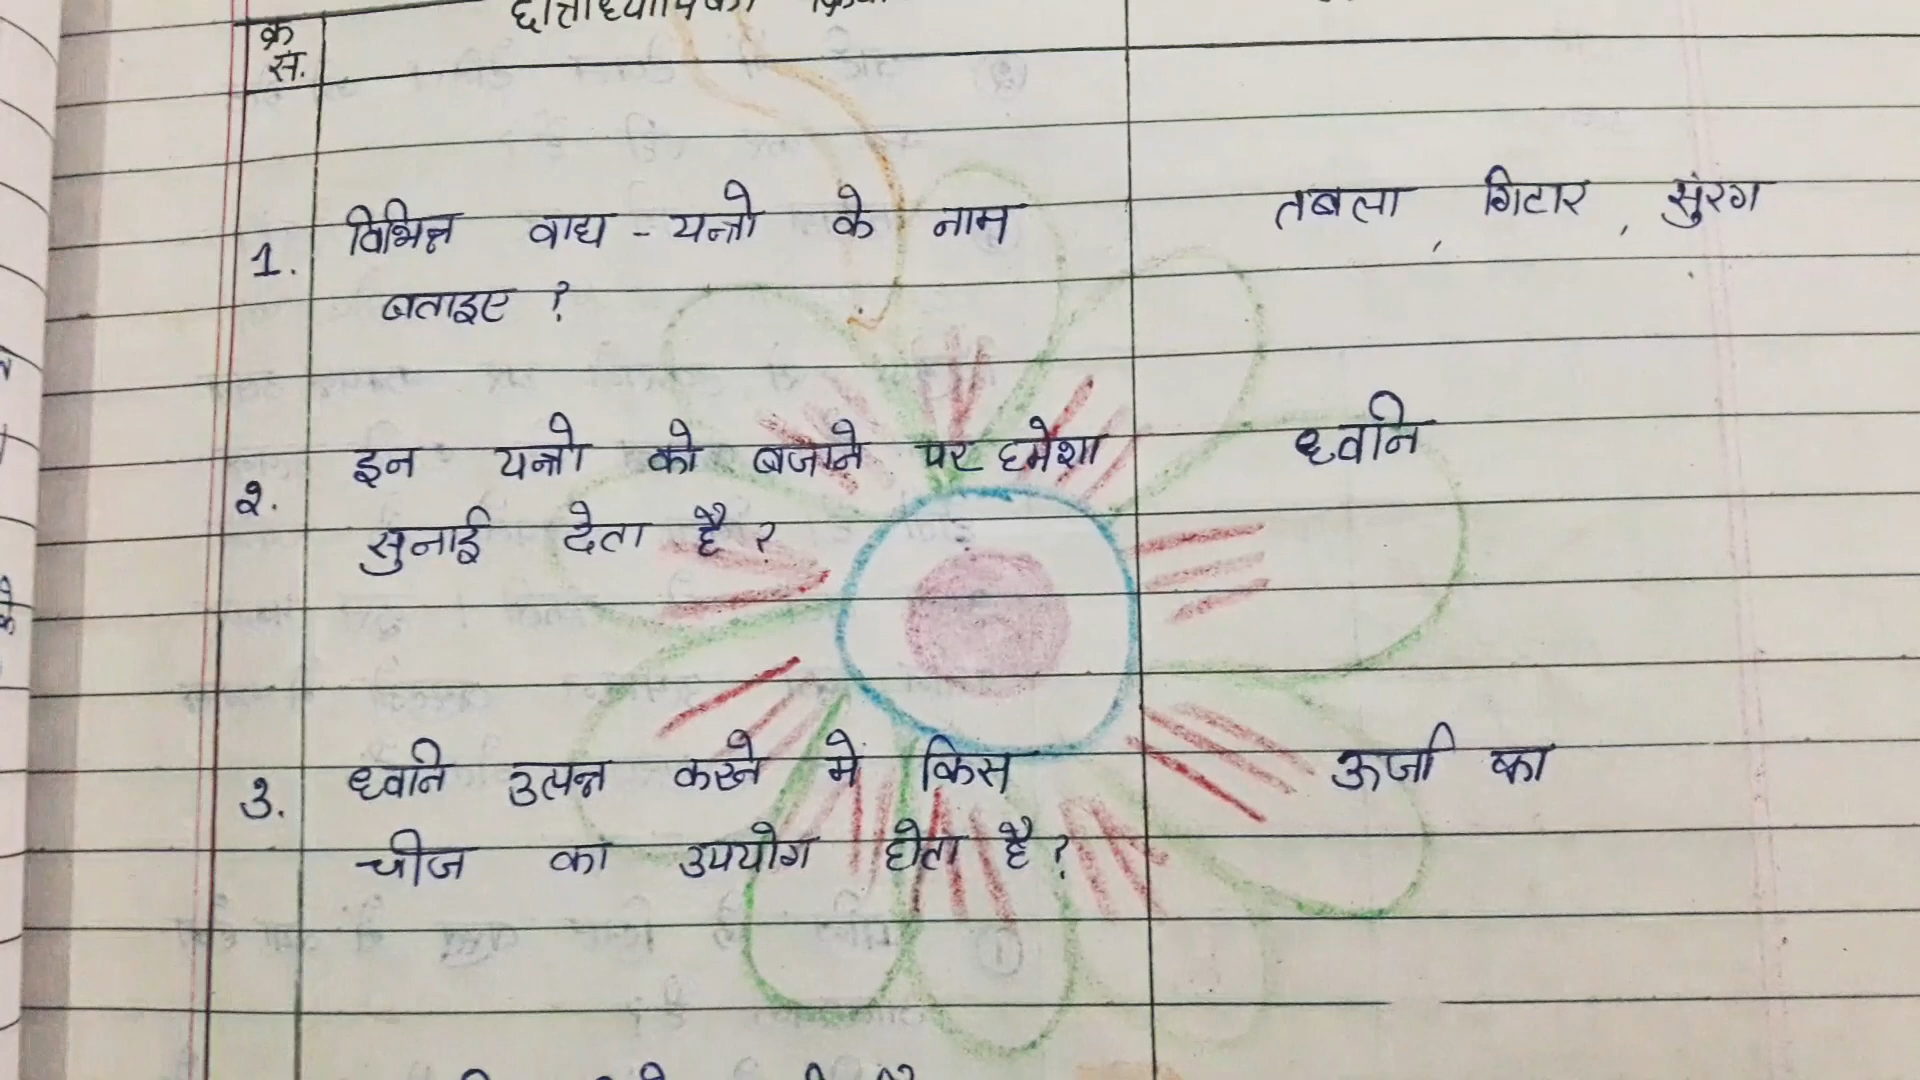 क्र सं.
1. विभिन्न वाद्य - यन्त्रो के नाम तबला, गिटार, सुंरग
बताइए ?
2. इन यन्त्रो को बजाने पर हमेशा ध्वनि
सुनाई देता है ?
3. ध्वनि उत्पन्न करने में किस ऊर्जा का
चीज का उपयोग होता है ?